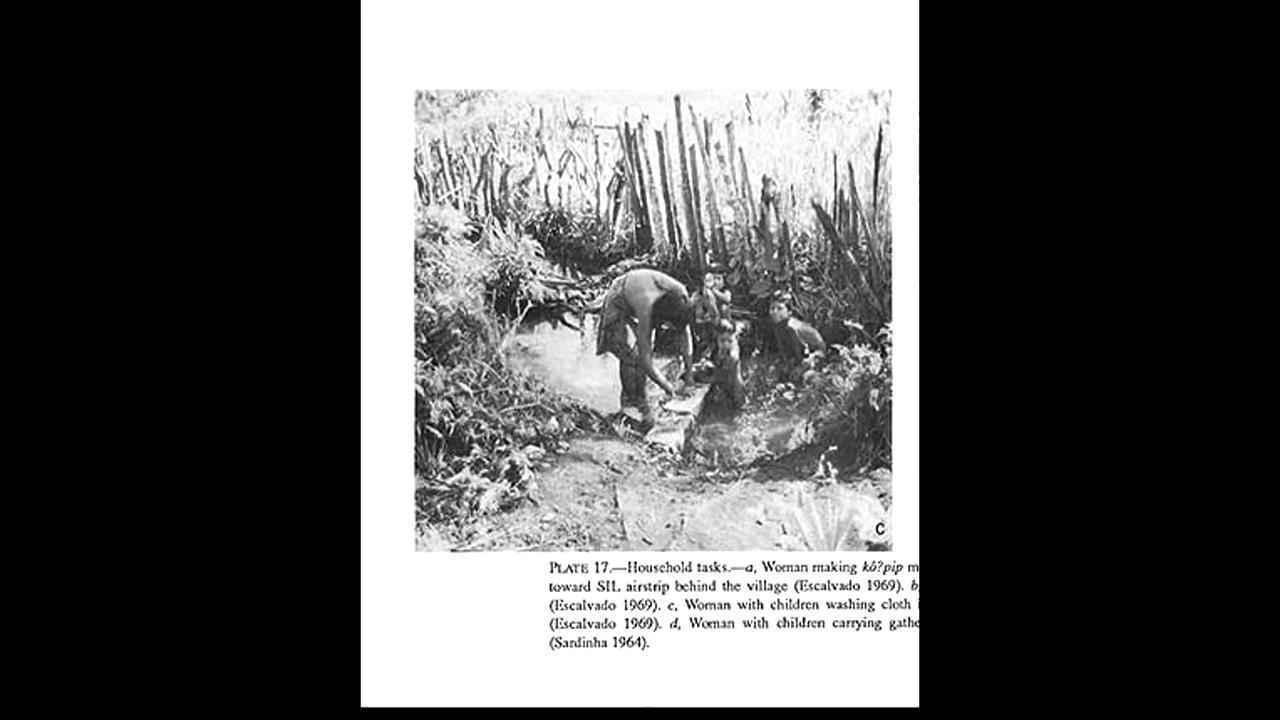 C
PLATE 17.—Household tasks.—a, Woman making kô?pip m
toward SIL airstrip behind the village (Escalvado 1969). b,
(Escalvado 1969). c, Woman with children washing cloth
(Escalvado 1969). d, Woman with children carrying gathe
(Sardinha 1964).